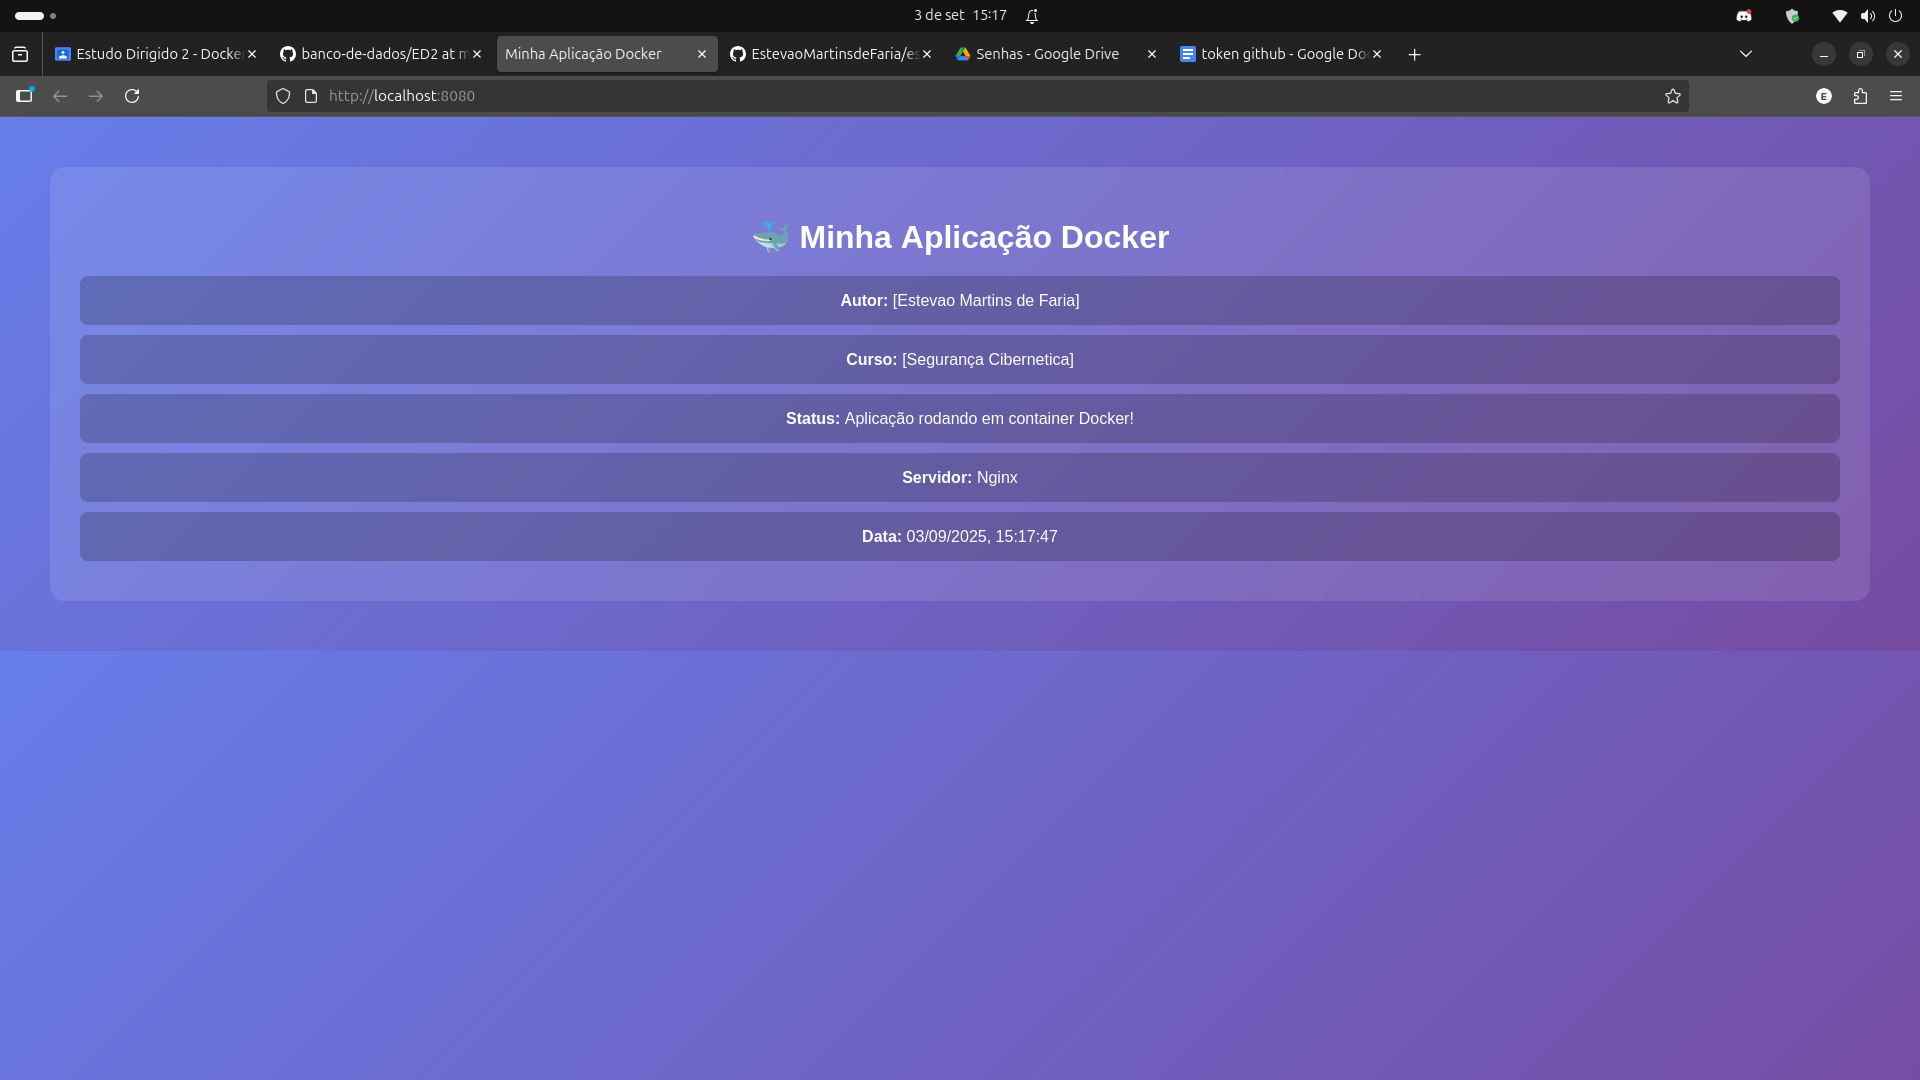 3 de set 15:17
Estudo Dirigido 2 - Docke
banco-de-dados/ED2 at m
Minha Aplicação Docker
EstevaoMartinsdeFaria/es
Senhas - Google Drive
token github - Google Do
http://localhost:8080
E
Minha Aplicação Docker
Autor: [Estevao Martins de Faria]
Curso: [Segurança Cibernetica]
Status: Aplicação rodando em container Docker!
Servidor: Nginx
Data: 03/09/2025, 15:17:47